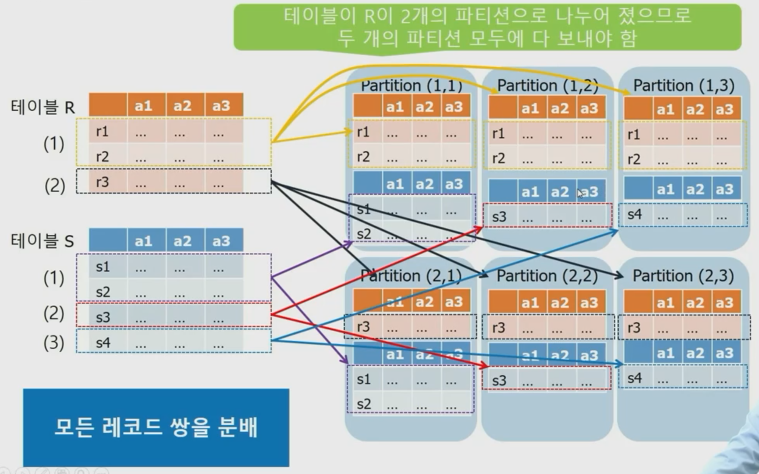 테이블이 R이 2개의 파티션으로 나누어 졌으므로
두 개의 파티션 모두에 다 보내야 함
테이블 R
a1 a2 a3
(1)
r1 ... ... ...
r2 ... ... ...
(2)
r3 ... ... ...
테이블 S
a1 a2 a3
(1)
s1 ... ... ...
s2 ... ... ...
(2)
s3 ... ... ...
(3)
s4 ... ... ...
Partition (1,1)
a1 a2 a3
r1 ... ... ...
r2 ... ... ...
a1 a2 a3
s1 ... ... ...
s2 ... ... ...
Partition (1,2)
a1 a2 a3
r1 ... ... ...
r2 ... ... ...
a1 a2 a3
s3 ... ... ...
Partition (1,3)
a1 a2 a3
r1 ... ... ...
r2 ... ... ...
a1 a2 a3
s4 ... ... ...
Partition (2,1)
a1 a2 a3
r3 ... ... ...
a1 a2 a3
s1 ... ... ...
s2 ... ... ...
Partition (2,2)
a1 a2 a3
r3 ... ... ...
a1 a2 a3
s3 ... ... ...
Partition (2,3)
a1 a2 a3
r3 ... ... ...
a1 a2 a3
s4 ... ... ...
모든 레코드 쌍을 분배